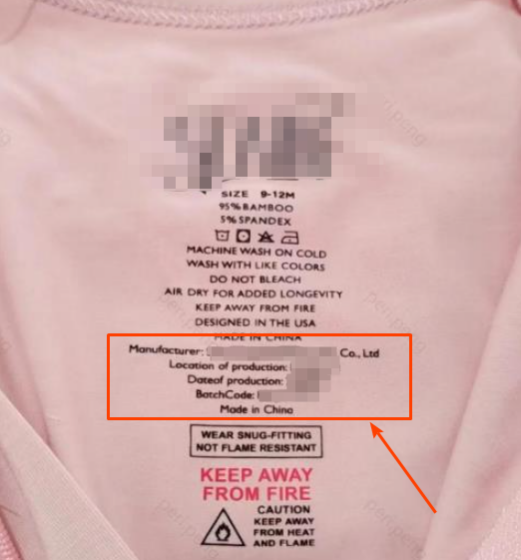 SIZE 9-12M
95% BAMBOO
5% SPANDEX
MACHINE WASH ON COLD
WASH WITH LIKE COLORS
DO NOT BLEACH
AIR DRY FOR ADDED LONGEVITY
KEEP AWAY FROM FIRE
DESIGNED IN THE USA
MADE IN CHINA
Manufacturer: Co., Ltd
Location of production:
Dateof production:
BatchCode:
Made in China
WEAR SNUG-FITTING
NOT FLAME RESISTANT
KEEP AWAY
FROM FIRE
CAUTION
KEEP AWAY
FROM HEAT
AND FLAME